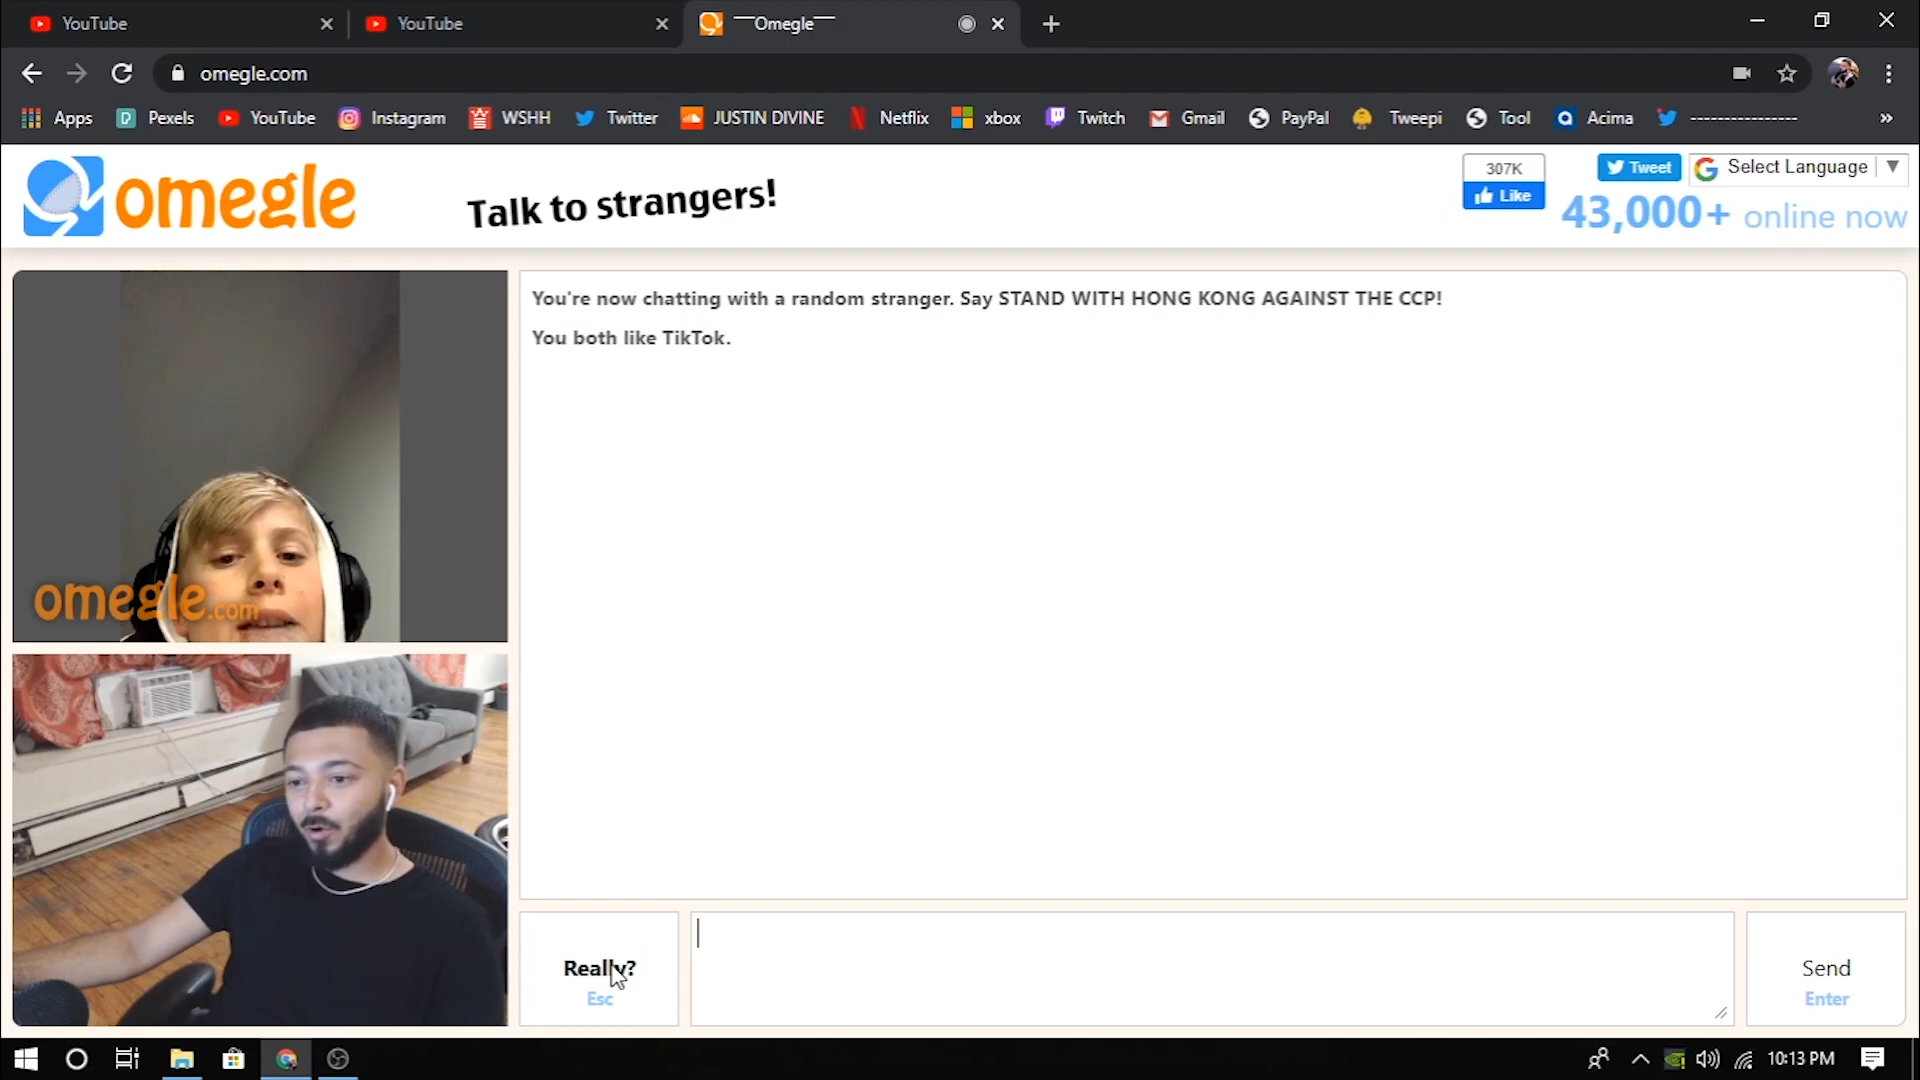 YouTube
YouTube
Omegle
omegle.com
Apps
Pexels
YouTube
Instagram
WSHH
Twitter
JUSTIN DIVINE
Netflix
xbox
Twitch
Gmail
PayPal
Tweepi
Tool
Acima
----------------
»
omegle
Talk to strangers!
307K
Like
Tweet
Select Language
43,000+ online now
You're now chatting with a random stranger. Say STAND WITH HONG KONG AGAINST THE CCP!
You both like TikTok.
omegle.com
Really?
Esc
Send
Enter
10:13 PM